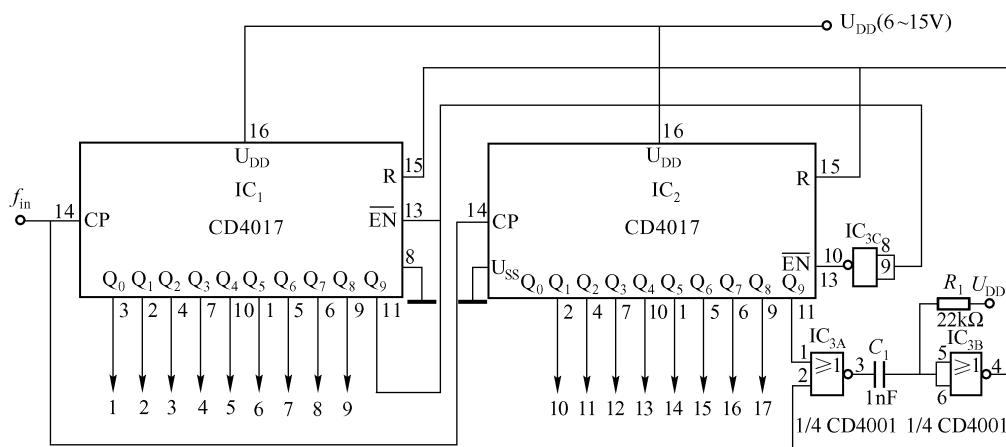 U_DD(6~15V)
16
U_DD
15
R
IC_1
f_in
14
CP
CD4017
13
E̅N̅
8
Q_0 Q_1 Q_2 Q_3 Q_4 Q_5 Q_6 Q_7 Q_8 Q_9
3 2 4 7 10 1 5 6 9 11
1 2 3 4 5 6 7 8 9
16
U_DD
15
R
IC_2
14
CP
CD4017
U_SS
E̅N̅
13
Q_0 Q_1 Q_2 Q_3 Q_4 Q_5 Q_6 Q_7 Q_8 Q_9
2 4 7 10 1 5 6 9 11
10 11 12 13 14 15 16 17
IC_3C
10
8
9
R_1
U_DD
22kΩ
IC_3A
1
2
≥1
3
C_1
1nF
IC_3B
5
6
≥1
4
1/4 CD4001
1/4 CD4001